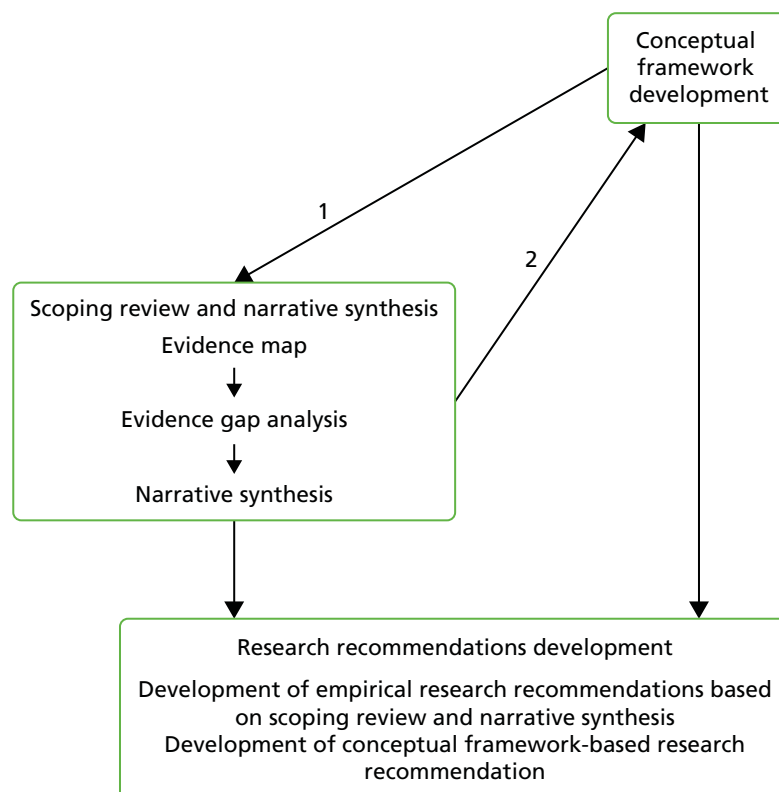 Conceptual
framework
development
1
2
Scoping review and narrative synthesis
Evidence map
Evidence gap analysis
Narrative synthesis
Research recommendations development
Development of empirical research recommendations based
on scoping review and narrative synthesis
Development of conceptual framework-based research
recommendation